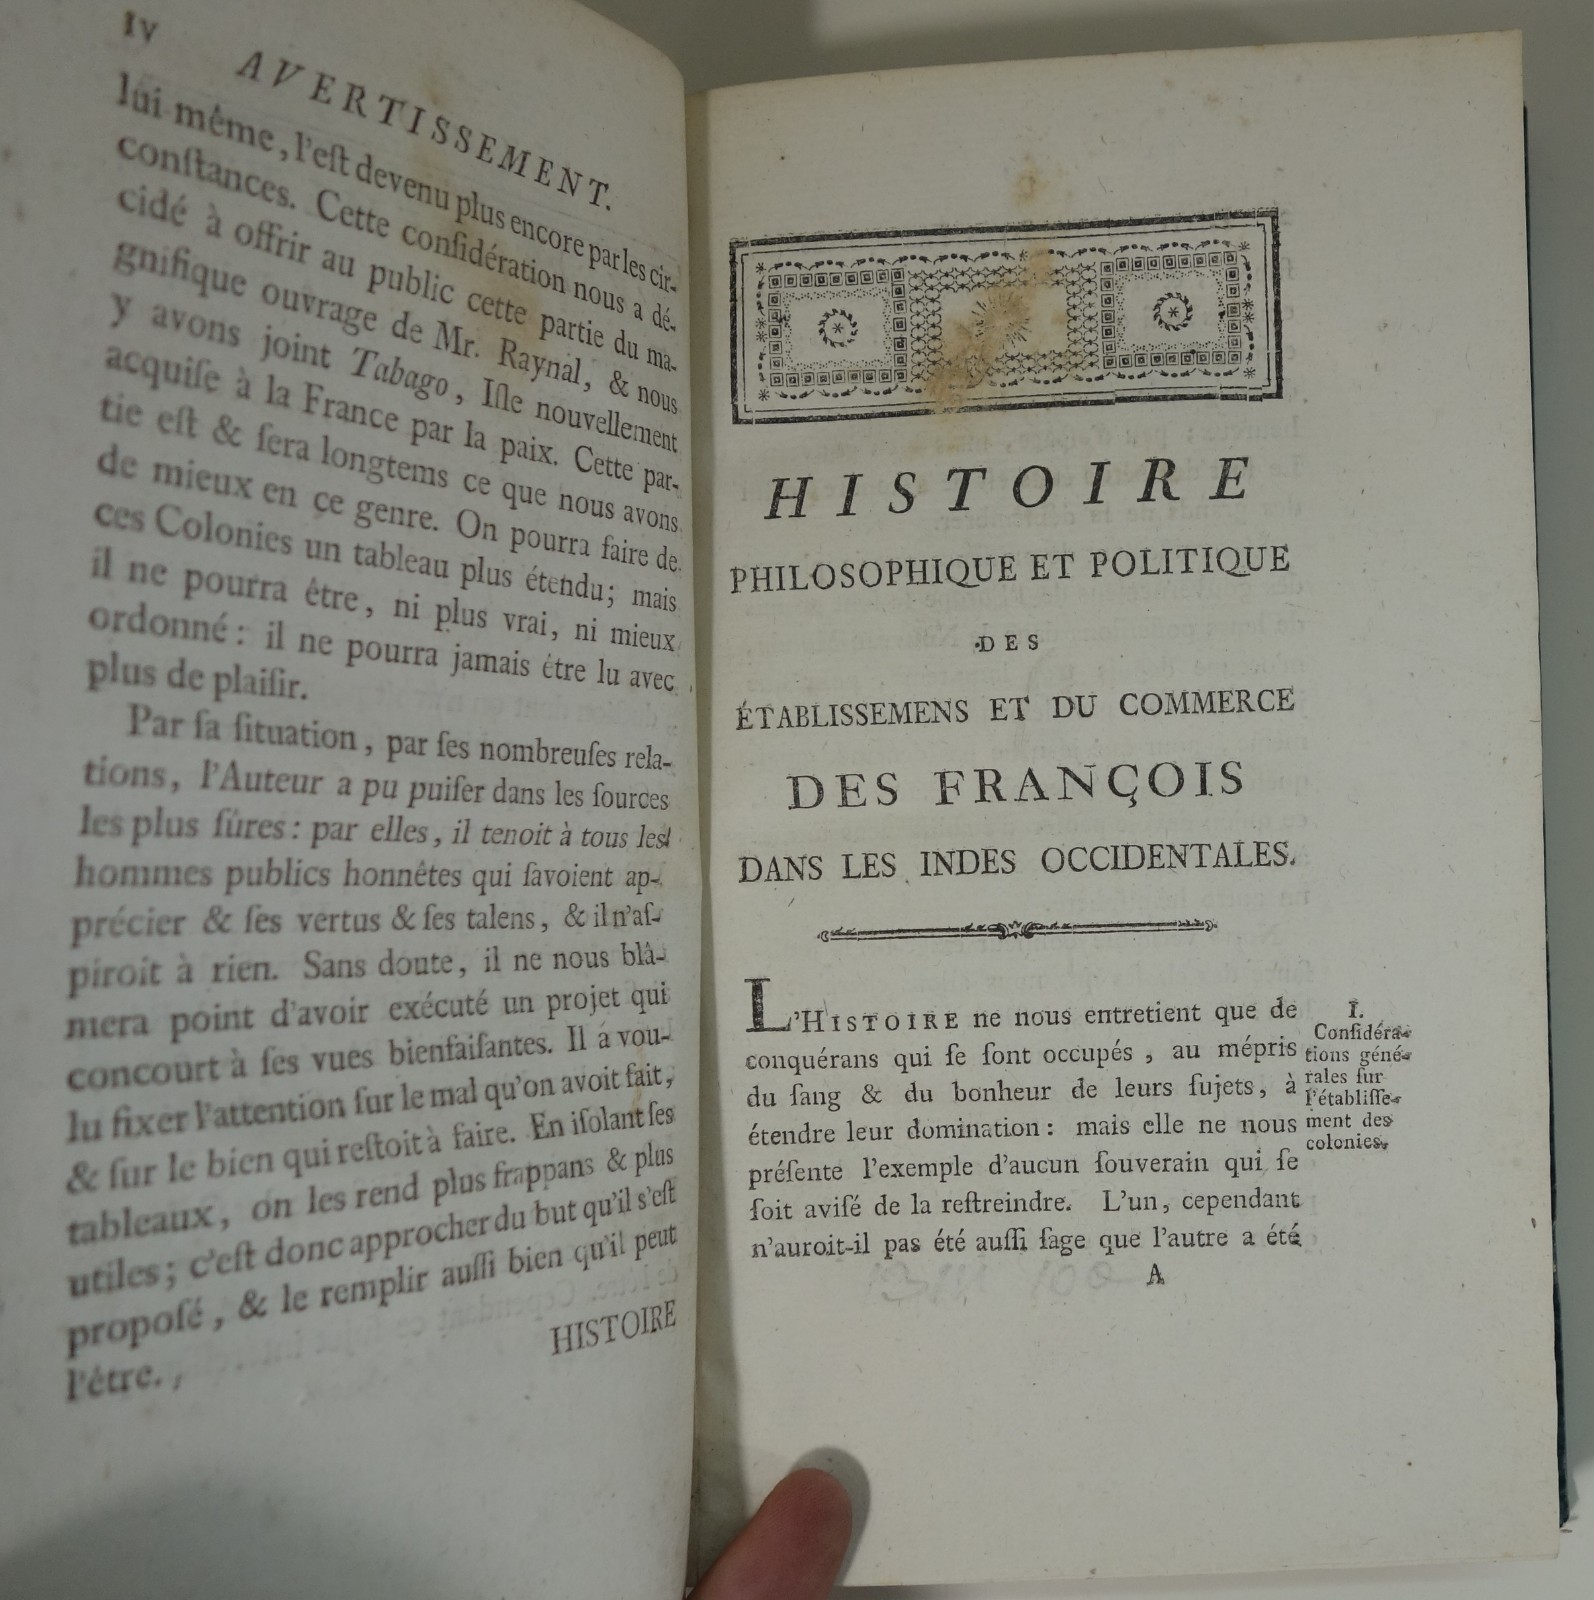 IV
AVERTISSEMENT.
lui même, l'eſt devenu plus encore par les cir-
conſtances. Cette conſidération nous a dé-
cidé à offrir au public cette partie du ma-
gnifique ouvrage de Mr. Raynal, & nous
y avons joint Tabago, Iſle nouvellement
acquiſe à la France par la paix. Cette par-
tie eſt & ſera longtems ce que nous avons
de mieux en ce genre. On pourra faire de
ces Colonies un tableau plus étendu; mais
il ne pourra être, ni plus vrai, ni mieux
ordonné: il ne pourra jamais être lu avec
plus de plaiſir.
Par ſa ſituation, par ſes nombreuſes rela-
tions, l'Auteur a pu puiſer dans les ſources
les plus ſûres: par elles, il tenoit à tous les
hommes publics honnêtes qui ſavoient ap-
précier & ſes vertus & ſes talens, & il n'aſ-
piroit à rien. Sans doute, il ne nous blâ-
mera point d'avoir exécuté un projet qui
concourt à ſes vues bienfaiſantes. Il a vou-
lu fixer l'attention ſur le mal qu'on avoit fait,
& ſur le bien qui reſtoit à faire. En iſolant ſes
tableaux, on les rend plus frappans & plus
utiles; c'eſt donc approcher du but qu'il s'eſt
propoſé, & le remplir auſſi bien qu'il peut
l'être.
HISTOIRE
HISTOIRE
PHILOSOPHIQUE ET POLITIQUE
DES
ÉTABLISSEMENS ET DU COMMERCE
DES FRANÇOIS
DANS LES INDES OCCIDENTALES.
L'HISTOIRE ne nous entretient que de
conquérans qui ſe ſont occupés, au mépris
du ſang & du bonheur de leurs ſujets, à
étendre leur domination: mais elle ne nous
préſente l'exemple d'aucun ſouverain qui ſe
ſoit aviſé de la reſtreindre. L'un, cependant
n'auroit-il pas été auſſi ſage que l'autre a été
A
I.
Conſidéra-
tions géné-
rales ſur
l'établiſſe-
ment des
colonies.